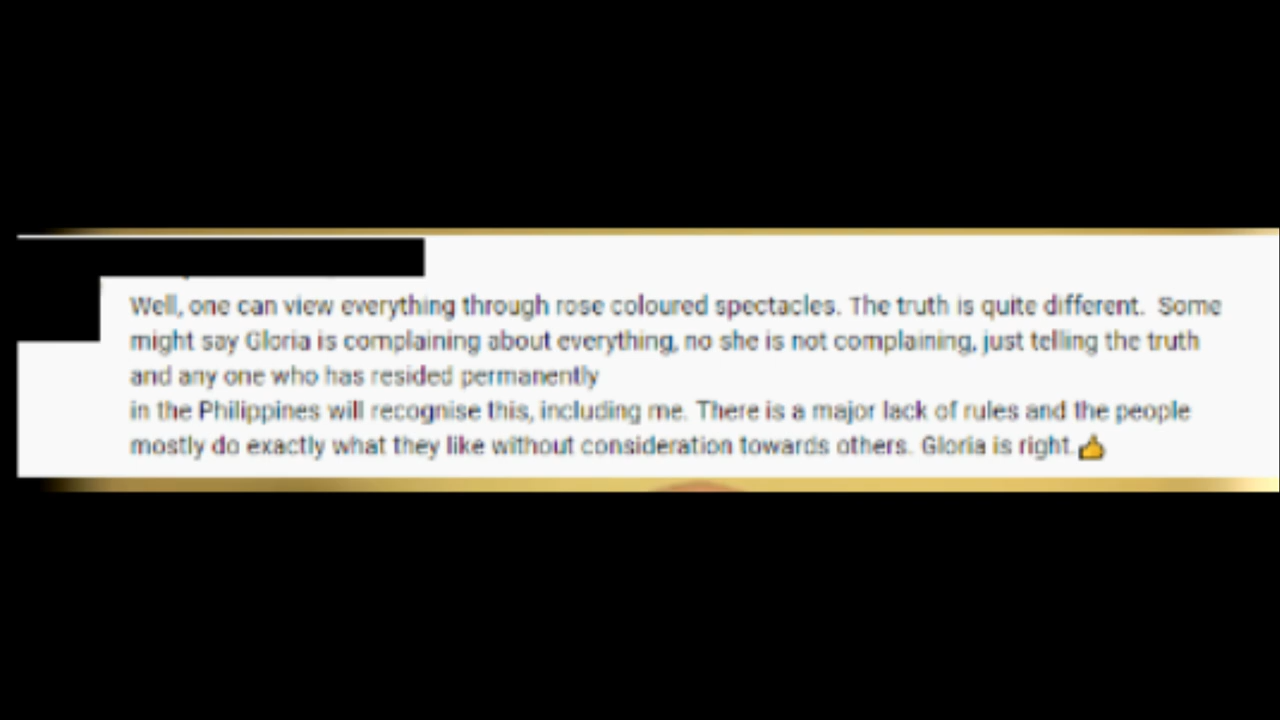 Well, one can view everything through rose coloured spectacles. The truth is quite different.  Some
might say Gloria is complaining about everything, no she is not complaining, just telling the truth
and any one who has resided permanently
in the Philippines will recognise this, including me. There is a major lack of rules and the people
mostly do exactly what they like without consideration towards others. Gloria is right.👍